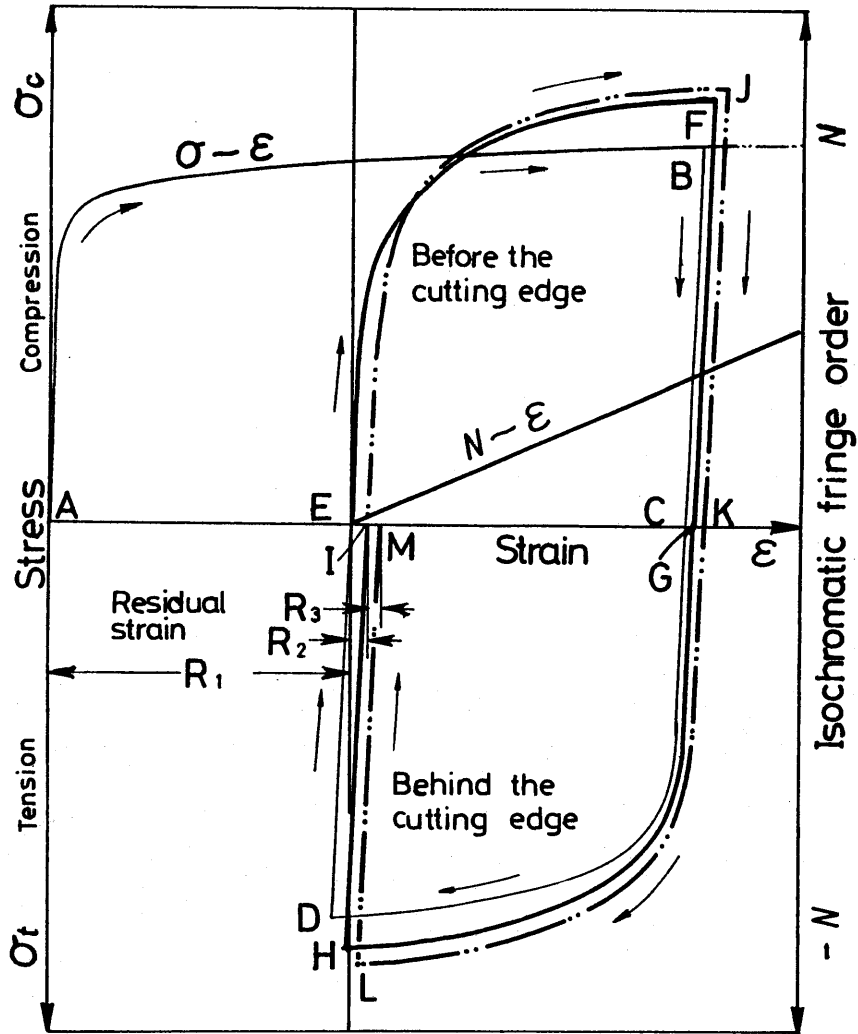 σc
Compression
Stress
Tension
σt
σ-ε
J
F
B
N
Before the
cutting edge
N~ε
A
E
C
K
I
M
Strain
G
ε
Residual
strain
R3
R2
R1
Behind the
cutting edge
D
H
L
Isochromatic fringe order
-N